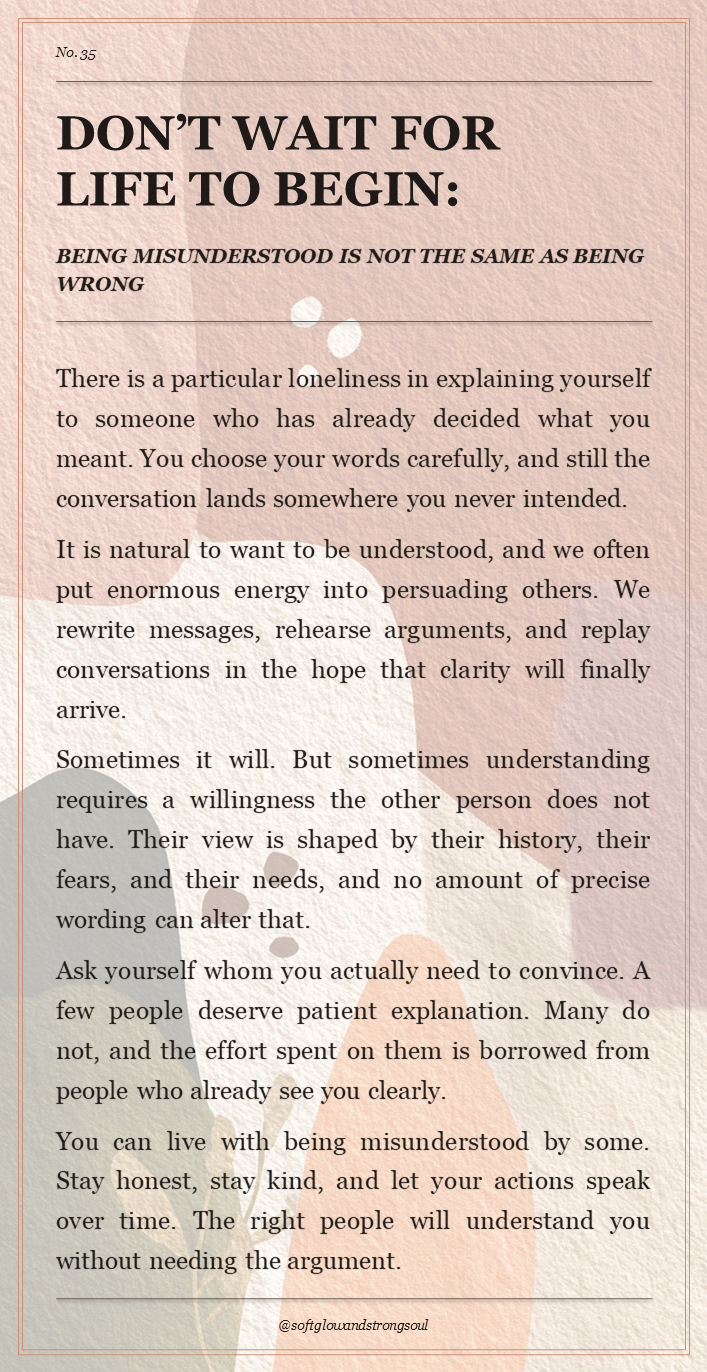 No. 35
DON’T WAIT FOR
LIFE TO BEGIN:
BEING MISUNDERSTOOD IS NOT THE SAME AS BEING
WRONG
There is a particular loneliness in explaining yourself
to someone who has already decided what you
meant. You choose your words carefully, and still the
conversation lands somewhere you never intended.
It is natural to want to be understood, and we often
put enormous energy into persuading others. We
rewrite messages, rehearse arguments, and replay
conversations in the hope that clarity will finally
arrive.
Sometimes it will. But sometimes understanding
requires a willingness the other person does not
have. Their view is shaped by their history, their
fears, and their needs, and no amount of precise
wording can alter that.
Ask yourself whom you actually need to convince. A
few people deserve patient explanation. Many do
not, and the effort spent on them is borrowed from
people who already see you clearly.
You can live with being misunderstood by some.
Stay honest, stay kind, and let your actions speak
over time. The right people will understand you
without needing the argument.
@softglowandstrongsoul